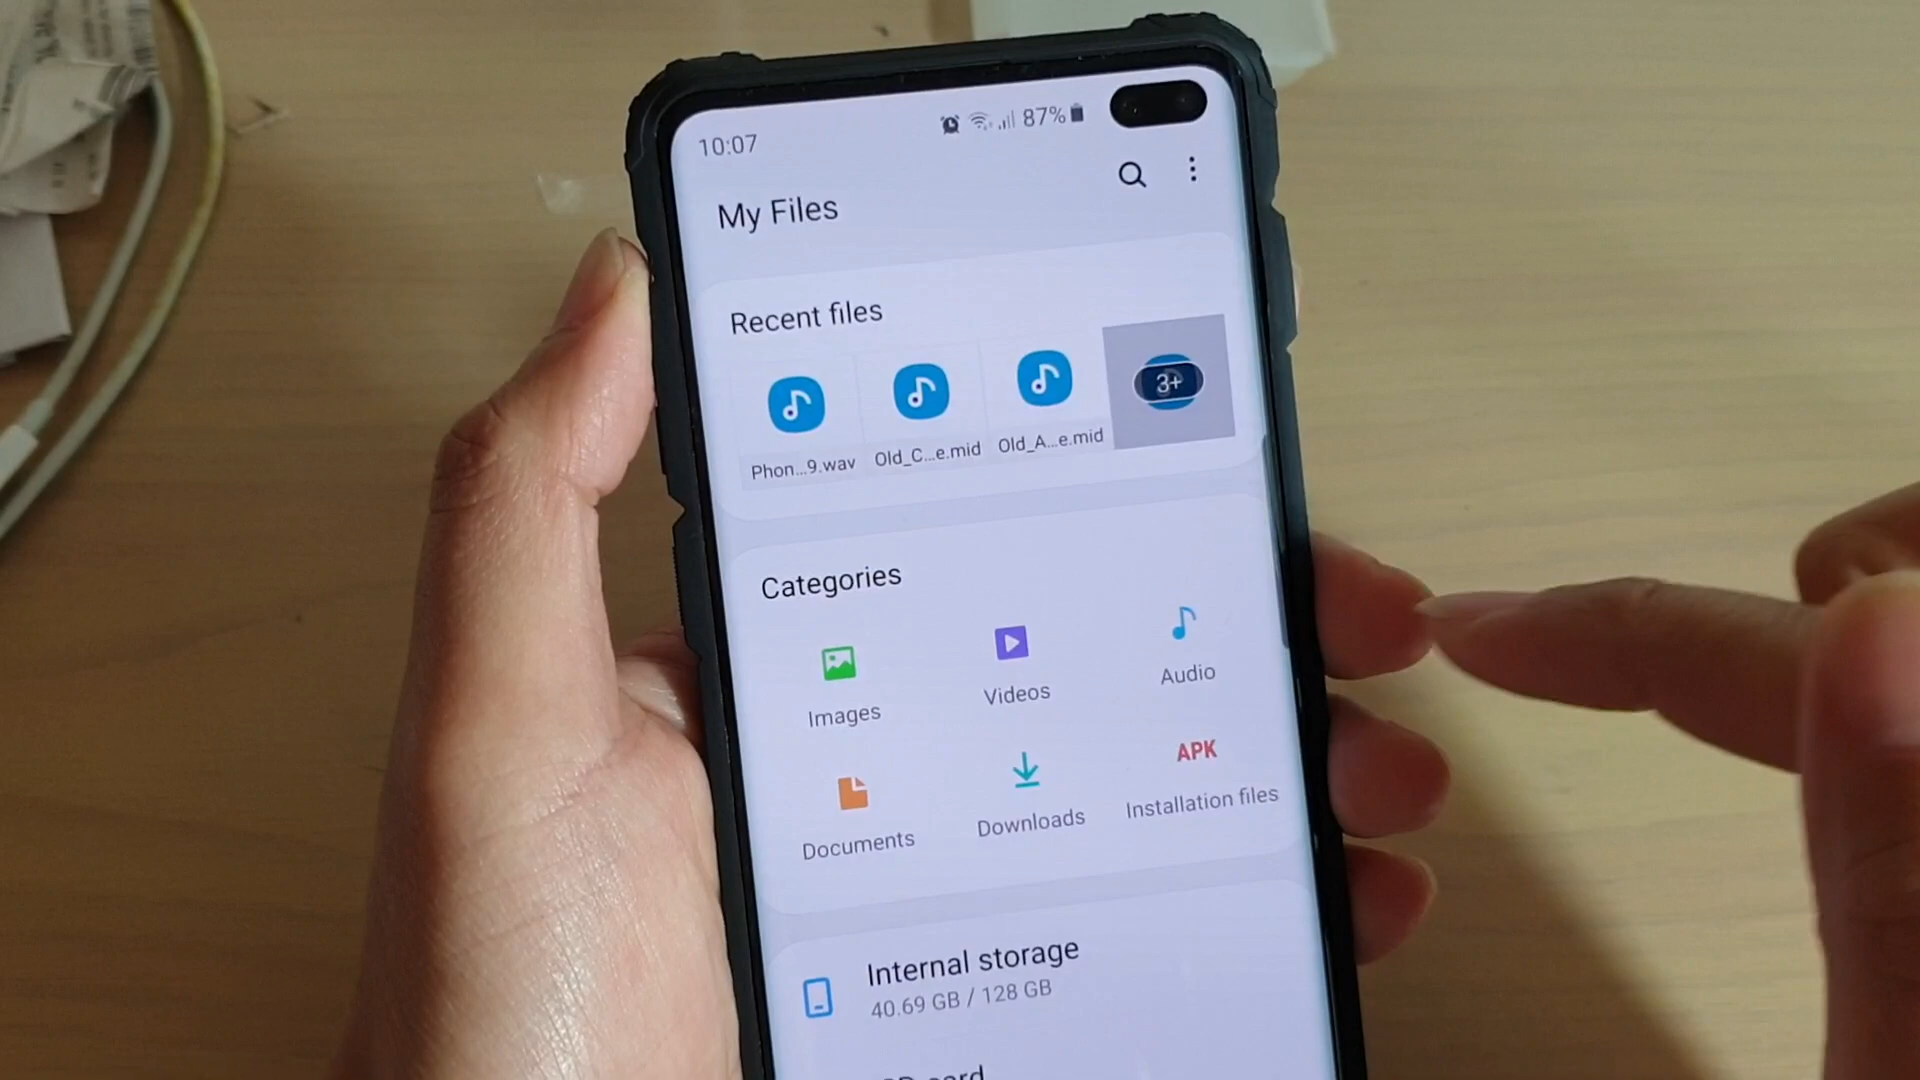 10:07
87%
My Files
Recent files
3+
Phon...9.wav
Old_C...e.mid
Old_A...e.mid
Categories
Images
Videos
Audio
APK
Documents
Downloads
Installation files
Internal storage
40.69 GB / 128 GB
card